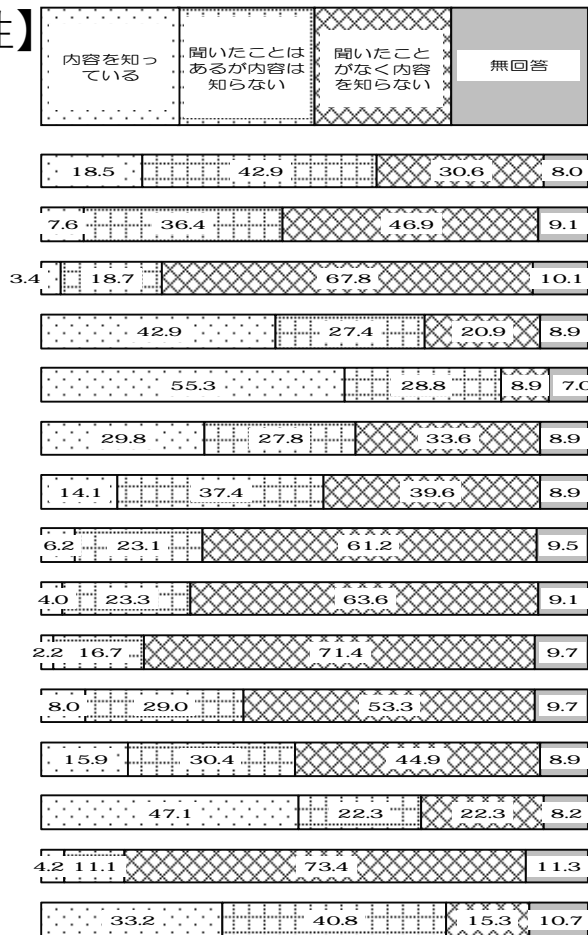 性】
内容を知っ
ている
聞いたことは
あるが内容は
知らない
聞いたこと
がなく内容
を知らない
無回答
18.5 42.9 30.6 8.0
7.6 36.4 46.9 9.1
3.4 18.7 67.8 10.1
42.9 27.4 20.9 8.9
55.3 28.8 8.9 7.0
29.8 27.8 33.6 8.9
14.1 37.4 39.6 8.9
6.2 23.1 61.2 9.5
4.0 23.3 63.6 9.1
2.2 16.7 71.4 9.7
8.0 29.0 53.3 9.7
15.9 30.4 44.9 8.9
47.1 22.3 22.3 8.2
4.2 11.1 73.4 11.3
33.2 40.8 15.3 10.7